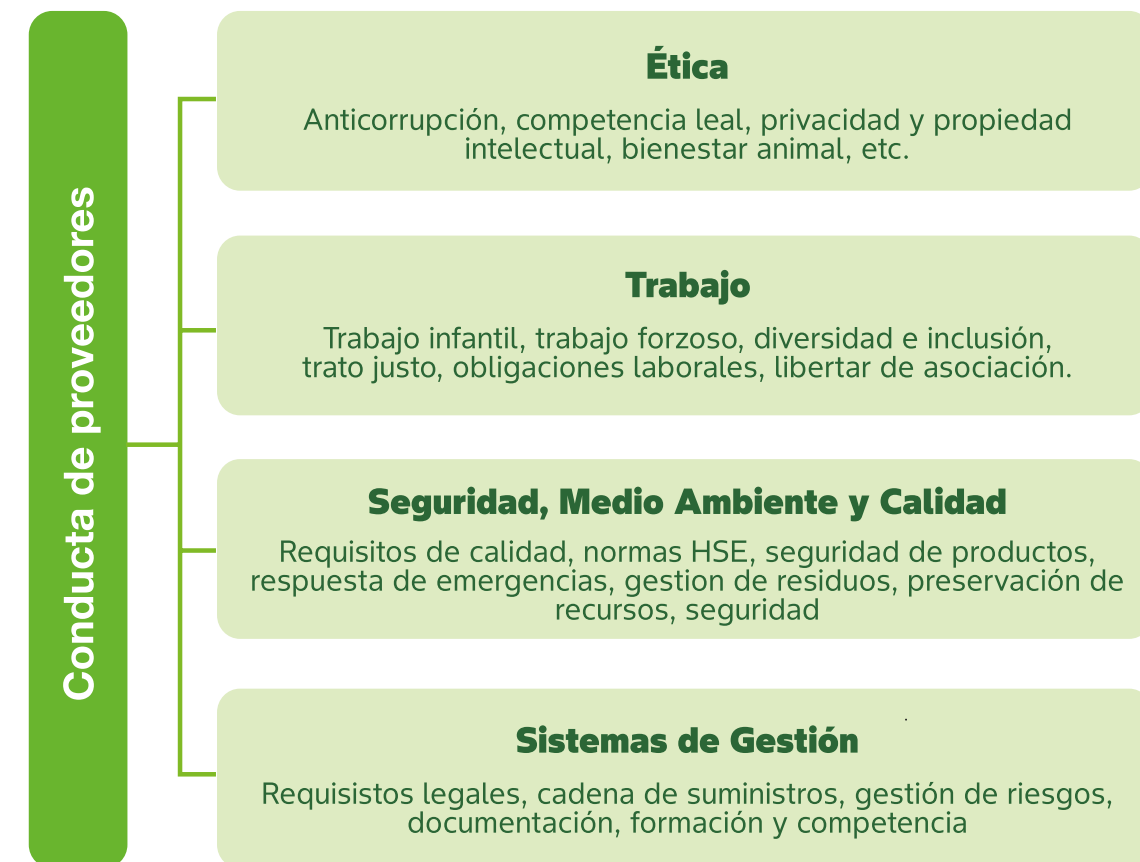 Conducta de proveedores
Ética
Anticorrupción, competencia leal, privacidad y propiedad
intelectual, bienestar animal, etc.
Trabajo
Trabajo infantil, trabajo forzoso, diversidad e inclusión,
trato justo, obligaciones laborales, libertar de asociación.
Seguridad, Medio Ambiente y Calidad
Requisitos de calidad, normas HSE, seguridad de productos,
respuesta de emergencias, gestion de residuos, preservación de
recursos, seguridad
Sistemas de Gestión
Requisistos legales, cadena de suministros, gestión de riesgos,
documentación, formación y competencia